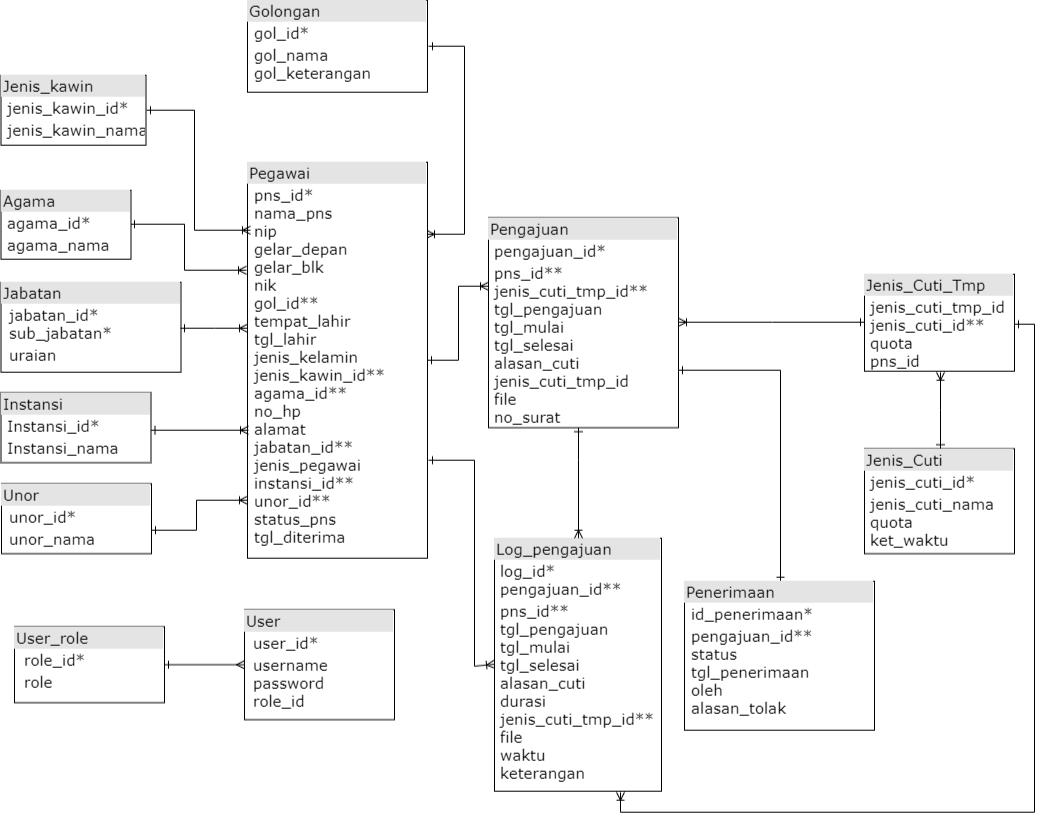 Golongan
gol_id*
gol_nama
gol_keterangan
Jenis_kawin
jenis_kawin_id*
jenis_kawin_nama
Agama
agama_id*
agama_nama
Jabatan
jabatan_id*
sub_jabatan*
uraian
Instansi
Instansi_id*
Instansi_nama
Unor
unor_id*
unor_nama
Pegawai
pns_id*
nama_pns
nip
gelar_depan
gelar_blk
nik
gol_id**
tempat_lahir
tgl_lahir
jenis_kelamin
jenis_kawin_id**
agama_id**
no_hp
alamat
jabatan_id**
jenis_pegawai
instansi_id**
unor_id**
status_pns
tgl_diterima
Pengajuan
pengajuan_id*
pns_id**
jenis_cuti_tmp_id**
tgl_pengajuan
tgl_mulai
tgl_selesai
alasan_cuti
jenis_cuti_tmp_id
file
no_surat
Jenis_Cuti_Tmp
jenis_cuti_tmp_id
jenis_cuti_id**
quota
pns_id
Jenis_Cuti
jenis_cuti_id*
jenis_cuti_nama
quota
ket_waktu
User_role
role_id*
role
User
user_id*
username
password
role_id
Log_pengajuan
log_id*
pengajuan_id**
pns_id**
tgl_pengajuan
tgl_mulai
tgl_selesai
alasan_cuti
durasi
jenis_cuti_tmp_id**
file
waktu
keterangan
Penerimaan
id_penerimaan*
pengajuan_id**
status
tgl_penerimaan
oleh
alasan_tolak